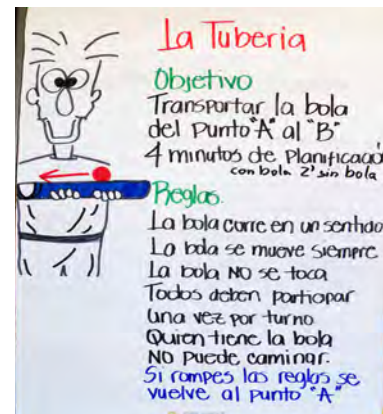 La Tuberia
Objetivo
Transportar la bola
del Punto "A" al "B"
4 minutos de Planificació
con bola 2' sin bola
Reglas.
La bola corre en un sentido
La bola se mueve siempre
La bola NO se toca
Todos deben participar
una vez por turno
Quien tiene la bola
NO puede caminar.
Si rompes las reglas se
vuelve al punto "A"